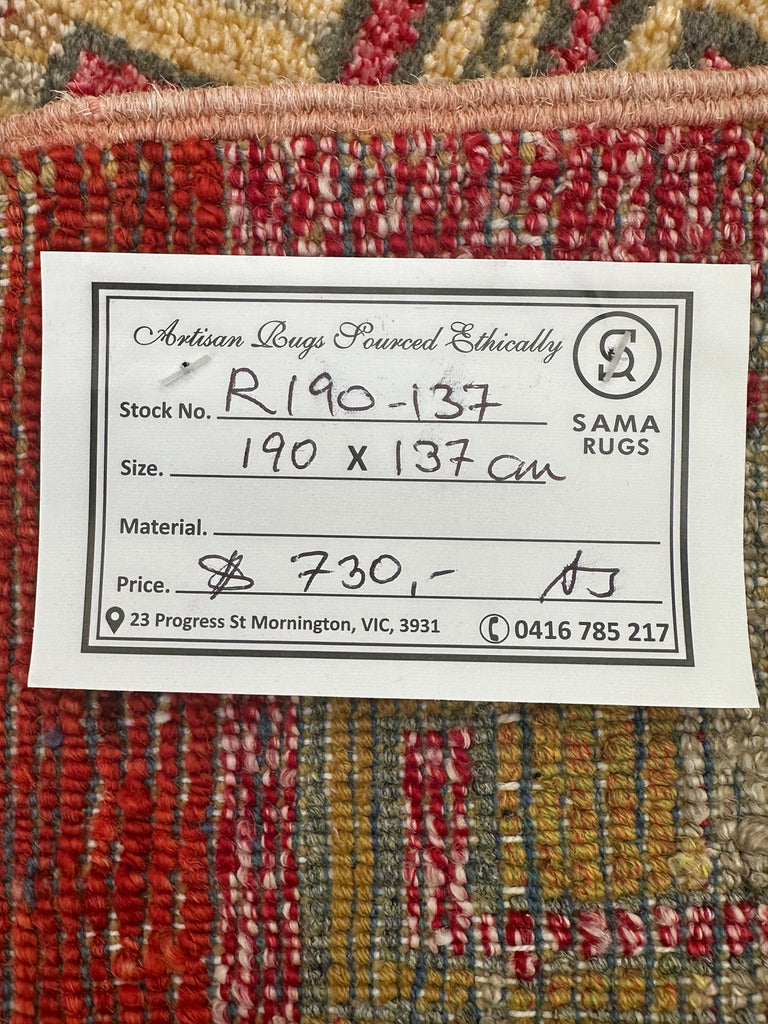 Artisan Rugs Sourced Ethically
SR
SAMA
RUGS
Stock No. R190-137
Size. 190 x 137 cm
Material.
Price. $ 730,-
23 Progress St Mornington, VIC, 3931
0416 785 217